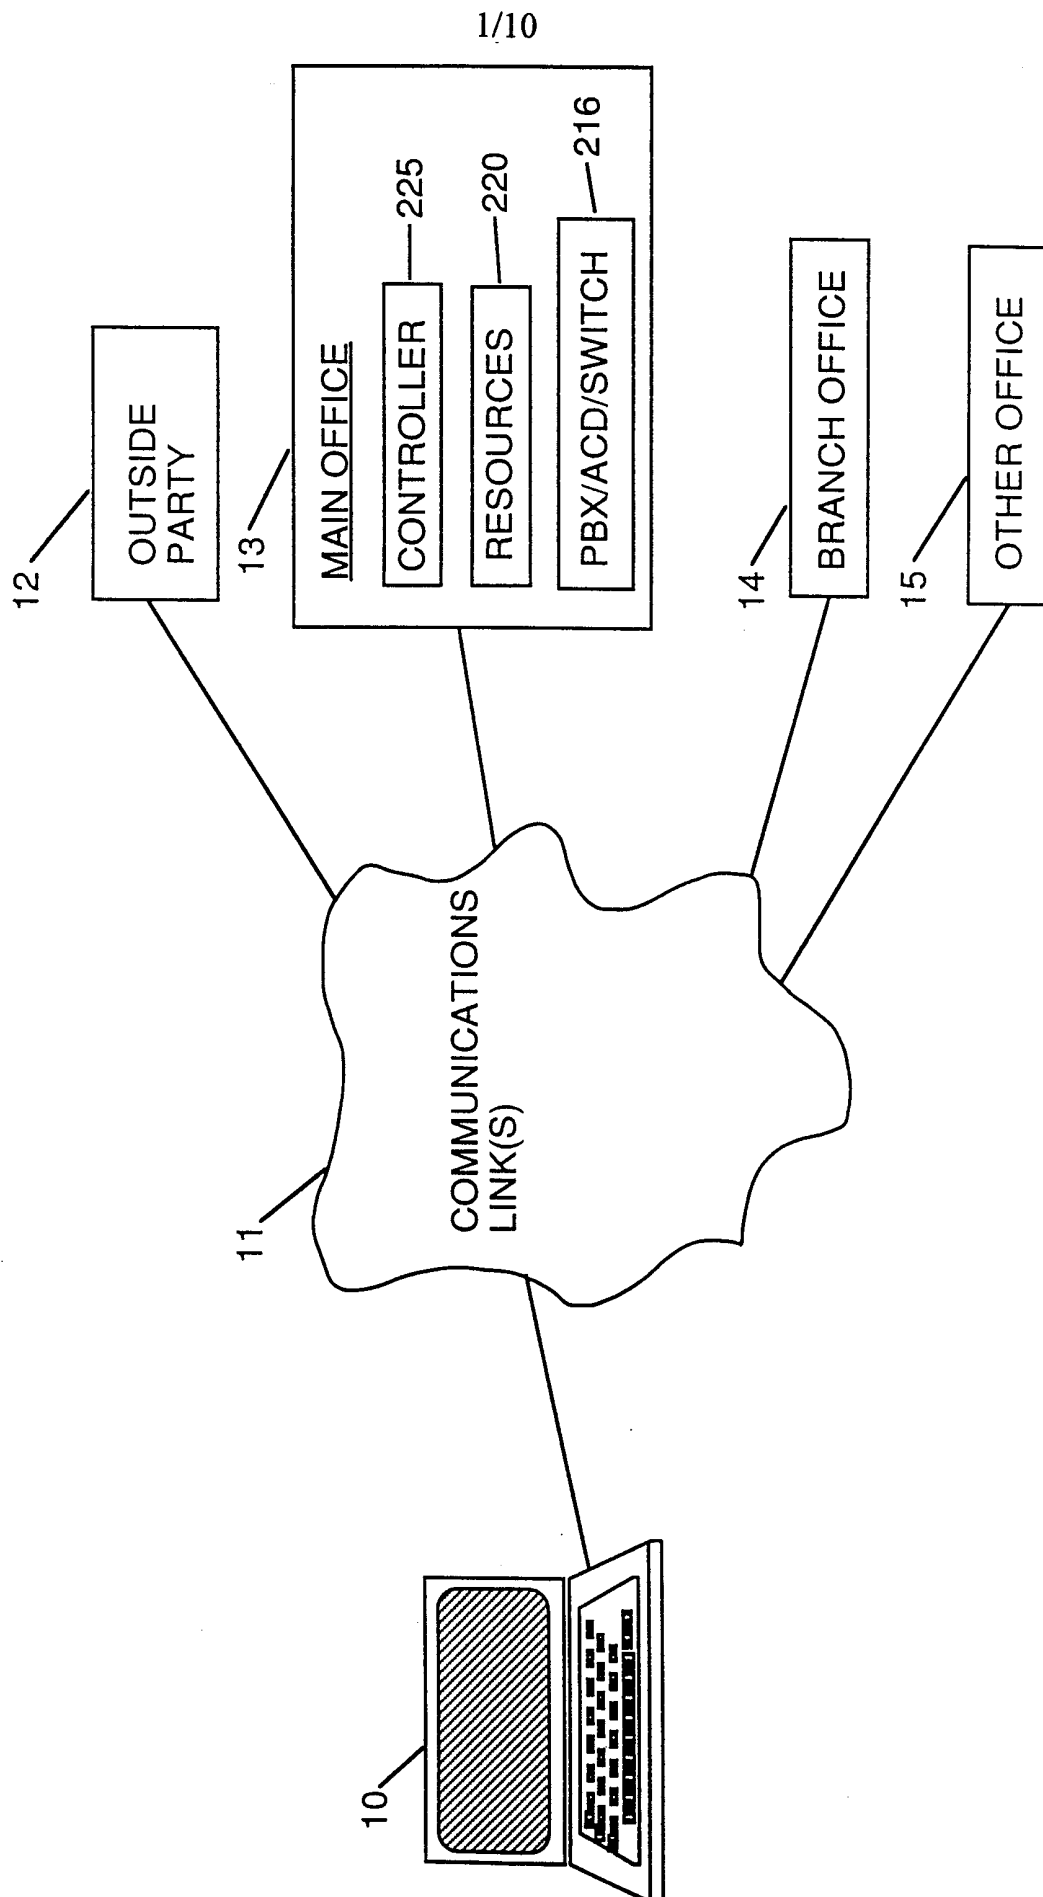 1/10
12
OUTSIDE
PARTY
13
MAIN OFFICE
CONTROLLER
225
RESOURCES
220
PBX/ACD/SWITCH
216
14
BRANCH OFFICE
15
OTHER OFFICE
11
COMMUNICATIONS
LINK(S)
10